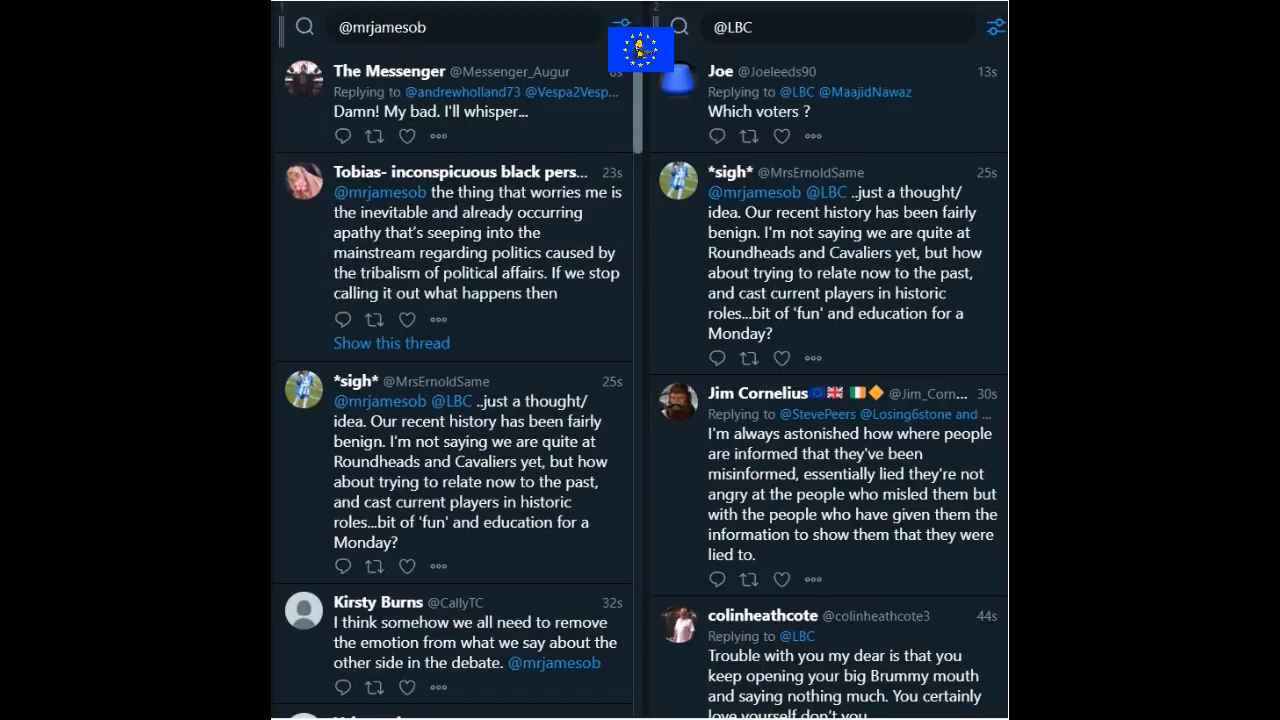 1
@mrjamesob
The Messenger @Messenger_Augur
Replying to @andrewholland73 @Vespa2Vesp...
Damn! My bad. I'll whisper...
Tobias- inconspicuous black pers... 23s
@mrjamesob the thing that worries me is
the inevitable and already occurring
apathy that's seeping into the
mainstream regarding politics caused by
the tribalism of political affairs. If we stop
calling it out what happens then
Show this thread
*sigh* @MrsErnoldSame 25s
@mrjamesob @LBC ..just a thought/
idea. Our recent history has been fairly
benign. I'm not saying we are quite at
Roundheads and Cavaliers yet, but how
about trying to relate now to the past,
and cast current players in historic
roles...bit of 'fun' and education for a
Monday?
Kirsty Burns @CallyTC 32s
I think somehow we all need to remove
the emotion from what we say about the
other side in the debate. @mrjamesob
2
@LBC
Joe @Joeleeds90 13s
Replying to @LBC @MaajidNawaz
Which voters ?
*sigh* @MrsErnoldSame 25s
@mrjamesob @LBC ..just a thought/
idea. Our recent history has been fairly
benign. I'm not saying we are quite at
Roundheads and Cavaliers yet, but how
about trying to relate now to the past,
and cast current players in historic
roles...bit of 'fun' and education for a
Monday?
Jim Cornelius @Jim_Corn... 30s
Replying to @StevePeers @Losing6stone and ...
I'm always astonished how where people
are informed that they've been
misinformed, essentially lied they're not
angry at the people who misled them but
with the people who have given them the
information to show them that they were
lied to.
colinheathcote @colinheathcote3 44s
Replying to @LBC
Trouble with you my dear is that you
keep opening your big Brummy mouth
and saying nothing much. You certainly
love yourself don't you